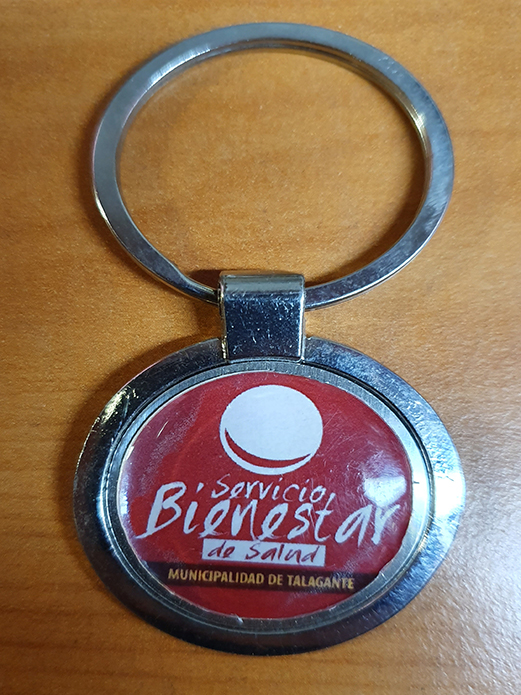 Servicio
Bienestar
de Salud
MUNICIPALIDAD DE TALAGANTE